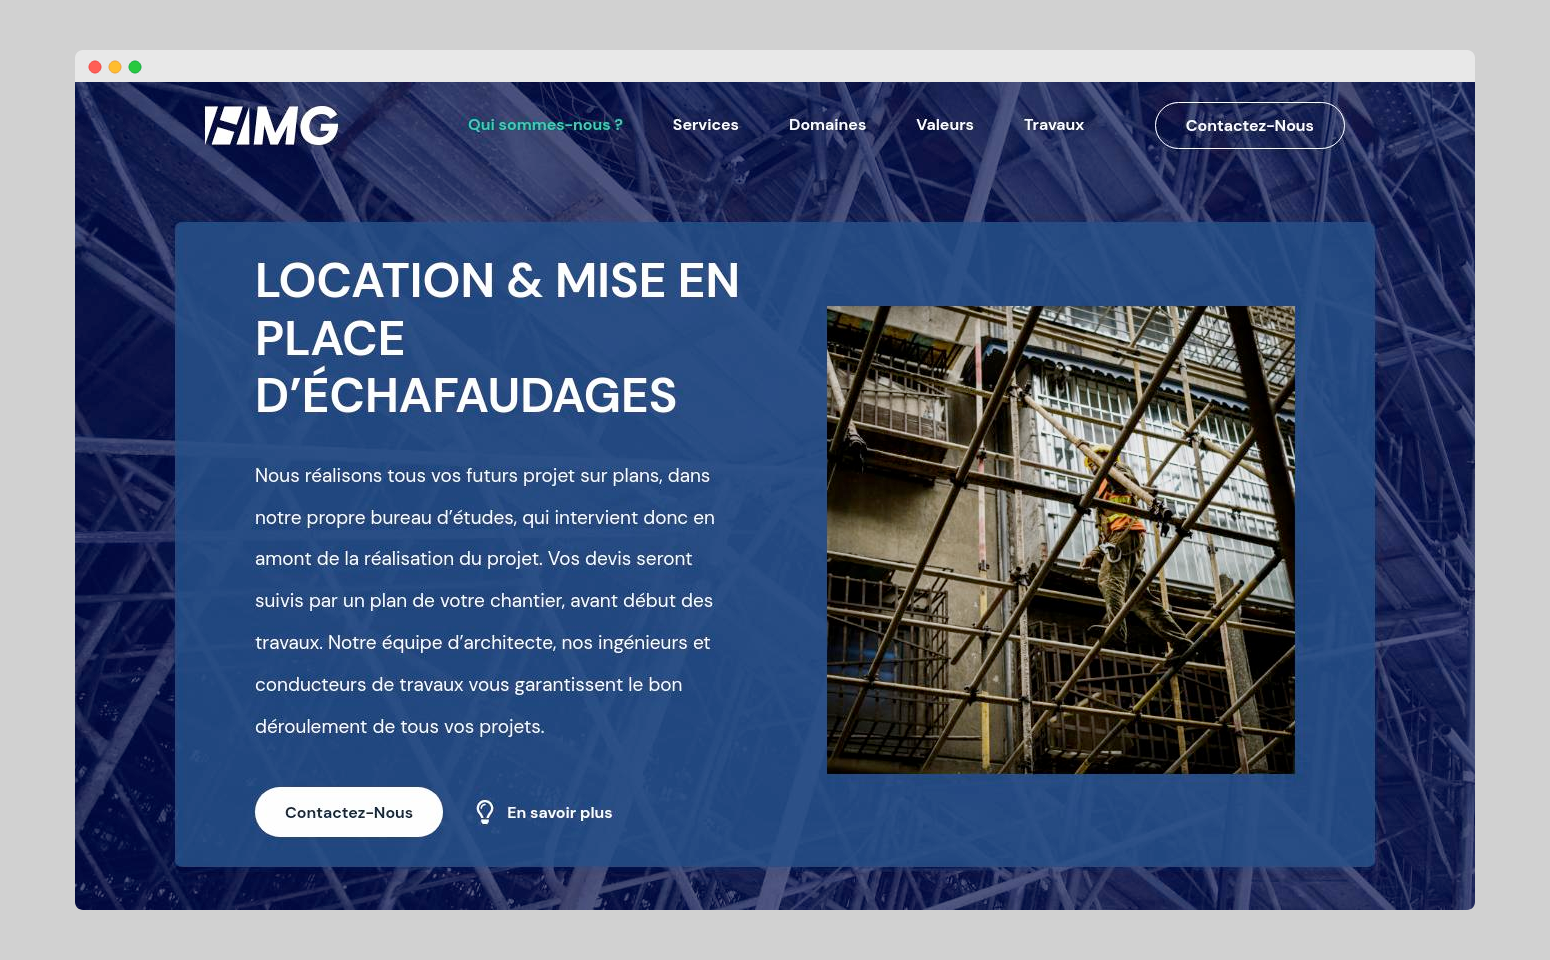 HMG
Qui sommes-nous ?
Services
Domaines
Valeurs
Travaux
Contactez-Nous
LOCATION & MISE EN
PLACE
D’ÉCHAFAUDAGES
Nous réalisons tous vos futurs projet sur plans, dans
notre propre bureau d’études, qui intervient donc en
amont de la réalisation du projet. Vos devis seront
suivis par un plan de votre chantier, avant début des
travaux. Notre équipe d’architecte, nos ingénieurs et
conducteurs de travaux vous garantissent le bon
déroulement de tous vos projets.
Contactez-Nous
En savoir plus